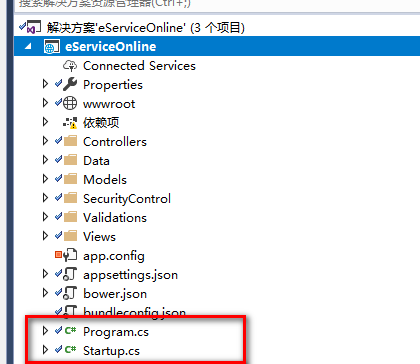 搜索解决方案资源管理器(Ctrl+;)
解决方案'eServiceOnline' (3 个项目)
eServiceOnline
Connected Services
Properties
wwwroot
依赖项
Controllers
Data
Models
SecurityControl
Validations
Views
app.config
appsettings.json
bower.json
bundleconfig.json
C# Program.cs
C# Startup.cs